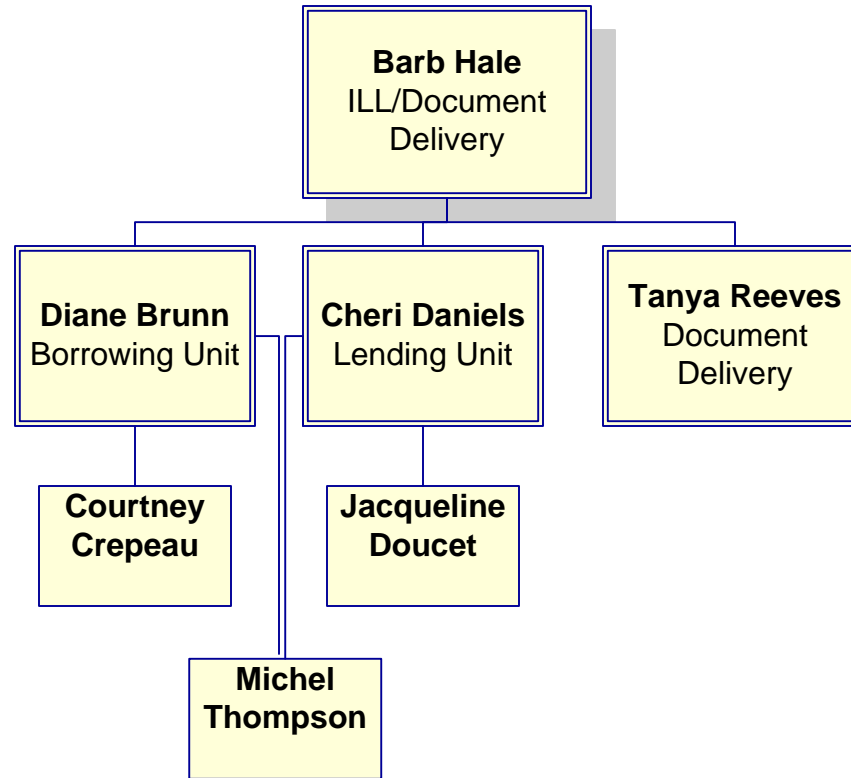 Barb Hale
ILL/Document
Delivery
Diane Brunn
Borrowing Unit
Cheri Daniels
Lending Unit
Tanya Reeves
Document
Delivery
Courtney
Crepeau
Jacqueline
Doucet
Michel
Thompson